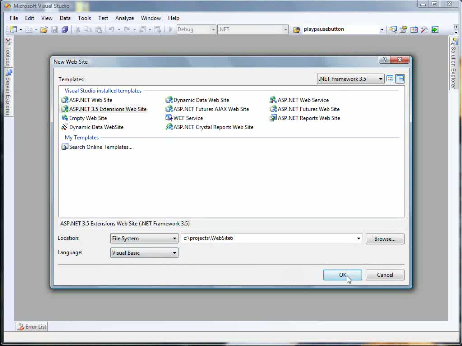 Microsoft Visual Studio
File Edit View Data Tools Test Analyze Window Help
Debug .NET playpausebutton
New Web Site
Templates: .NET Framework 3.5
Visual Studio installed templates
ASP.NET Web Site Dynamic Data Web Site ASP.NET Web Service
ASP.NET 3.5 Extensions Web Site ASP.NET Futures AJAX Web Site ASP.NET Futures Web Site
Empty Web Site WCF Service ASP.NET Reports Web Site
Dynamic Data WebSite ASP.NET Crystal Reports Web Site
My Templates
Search Online Templates...
ASP.NET 3.5 Extensions Web Site (.NET Framework 3.5)
Location: File System c:\projects\WebSite6 Browse...
Language: Visual Basic
OK Cancel
Error List
Toolbox
Server Explorer
Solution Explorer